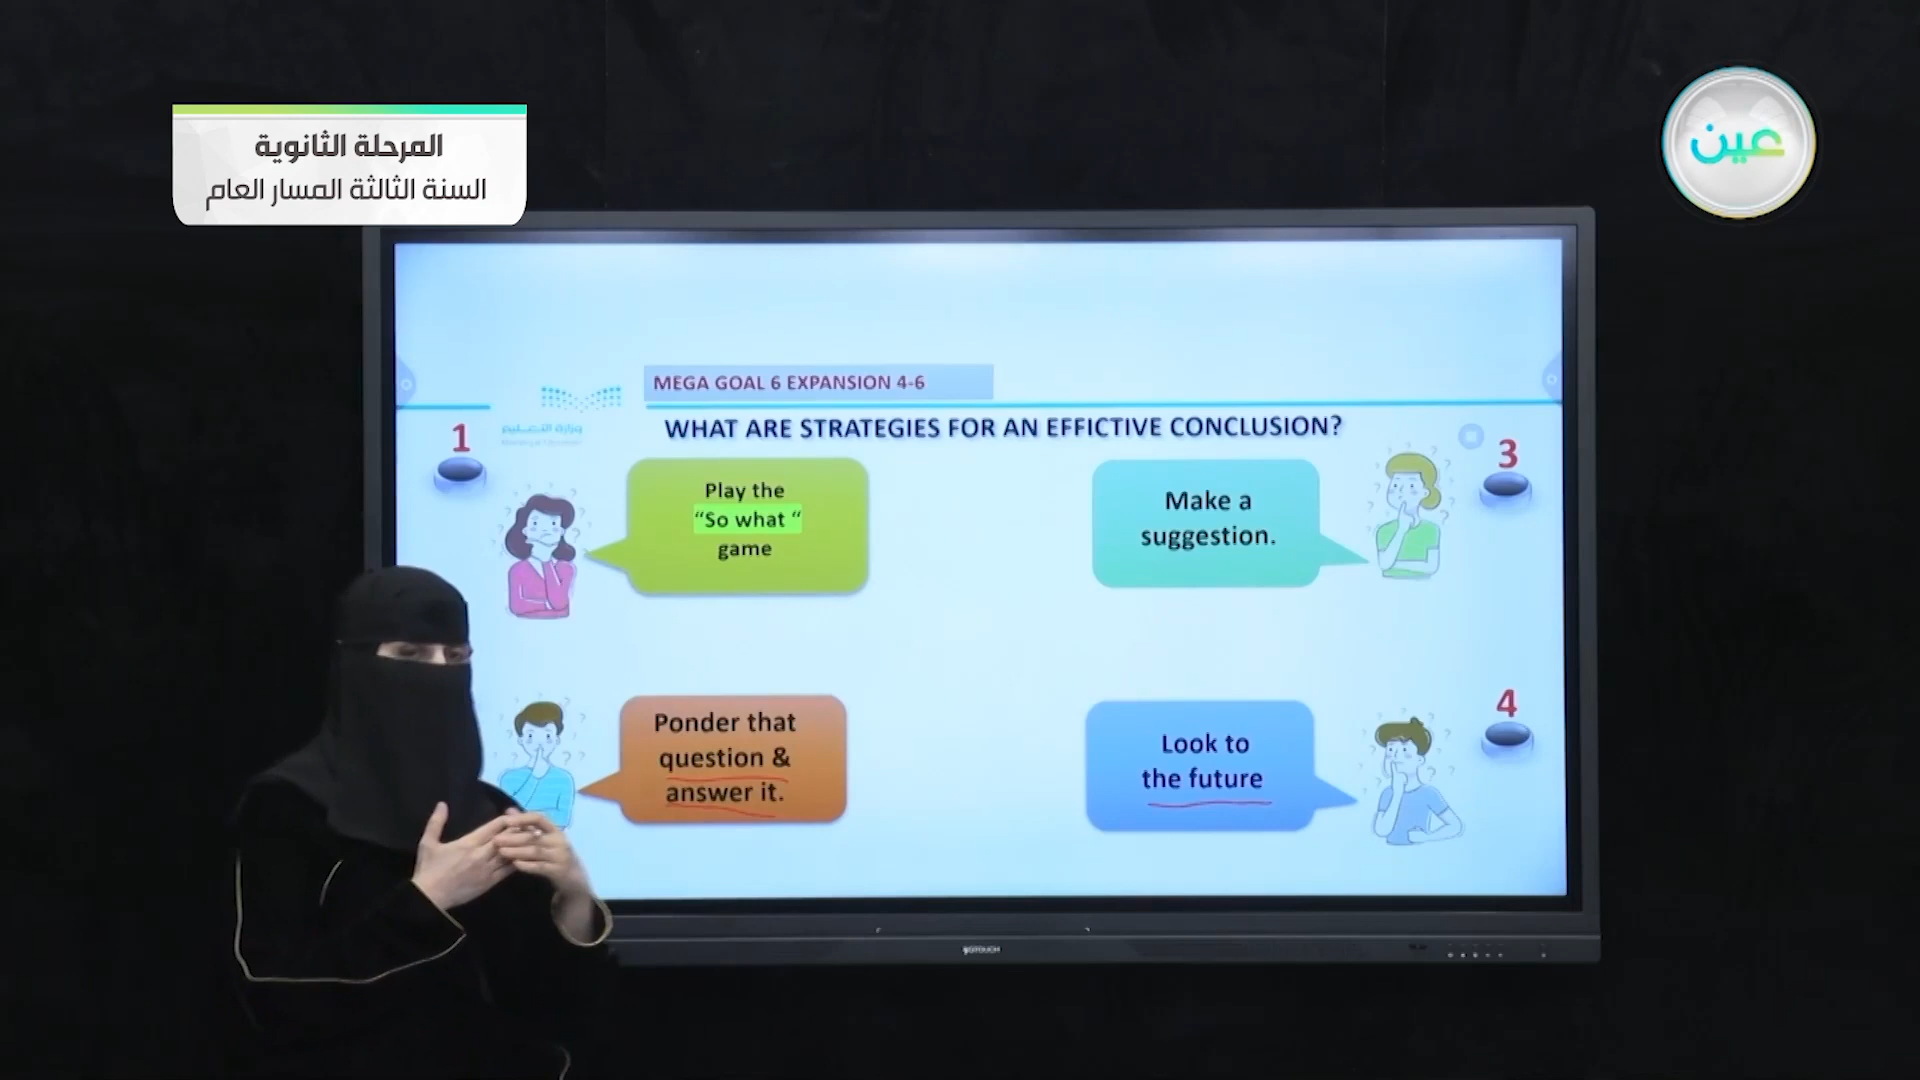 المرحلة الثانوية
السنة الثالثة المسار العام
عين
MEGA GOAL 6 EXPANSION 4-6
وزارة التعليم
WHAT ARE STRATEGIES FOR AN EFFICTIVE CONCLUSION?
1
Play the
“So what “
game
3
Make a
suggestion.
Ponder that
question &
answer it.
4
Look to
the future